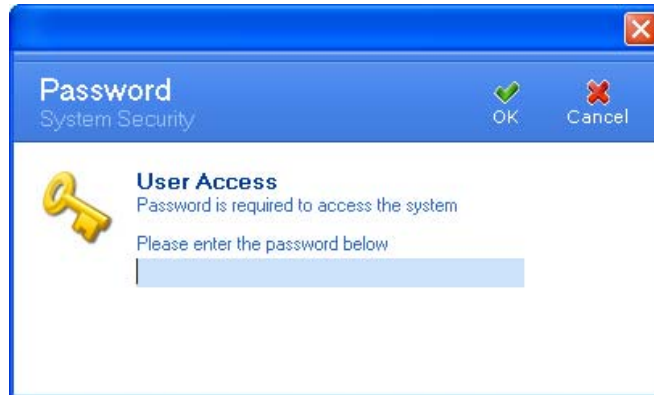 Password
System Security
OK
Cancel
User Access
Password is required to access the system
Please enter the password below